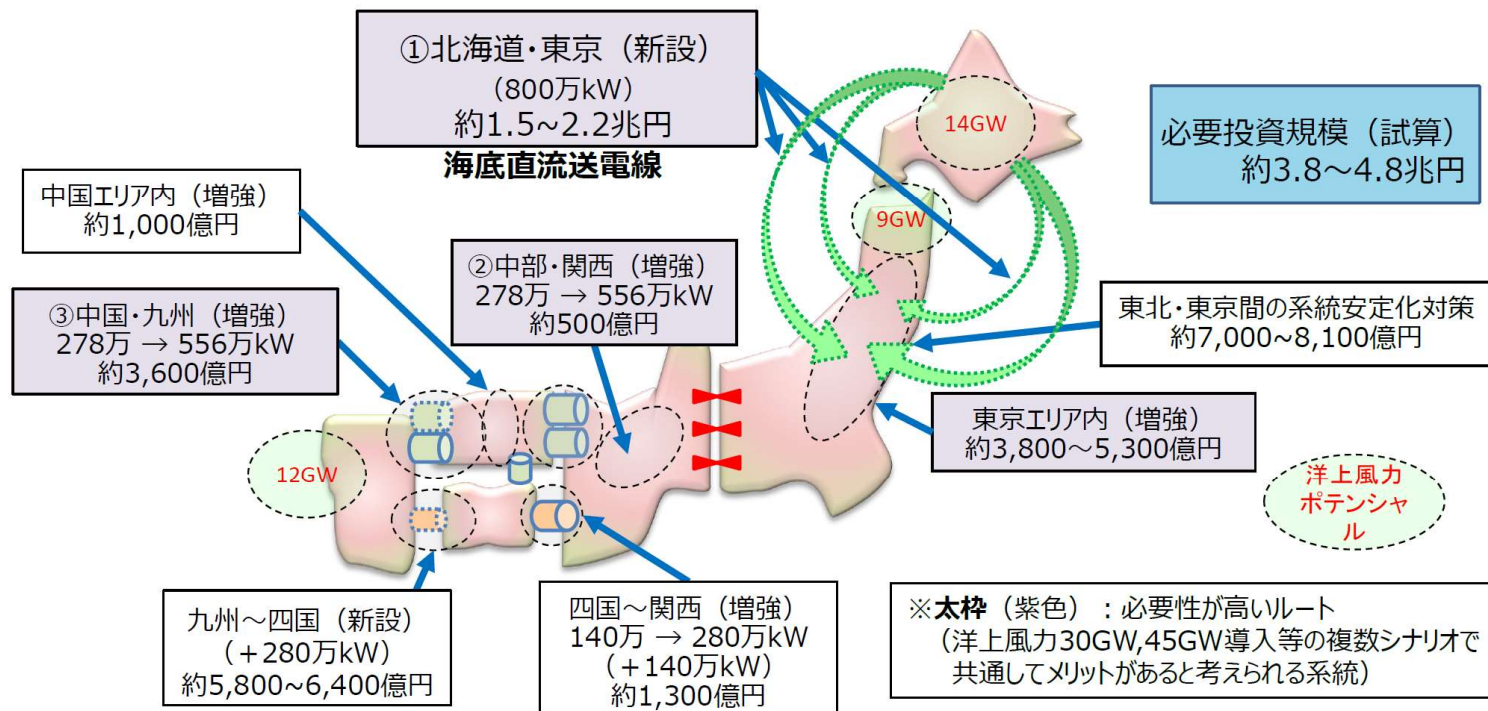 ①北海道・東京（新設）
（800万kW）
約1.5~2.2兆円
海底直流送電線
14GW
必要投資規模（試算）
約3.8～4.8兆円
中国エリア内（増強）
約1,000億円
9GW
②中部・関西（増強）
278万 → 556万kW
約500億円
③中国・九州（増強）
278万 → 556万kW
約3,600億円
東北・東京間の系統安定化対策
約7,000~8,100億円
東京エリア内（増強）
約3,800～5,300億円
12GW
洋上風力
ポテンシャ
ル
九州～四国（新設）
（＋280万kW）
約5,800~6,400億円
四国～関西（増強）
140万 → 280万kW
（＋140万kW）
約1,300億円
※太枠（紫色）：必要性が高いルート
（洋上風力30GW,45GW導入等の複数シナリオで
共通してメリットがあると考えられる系統）